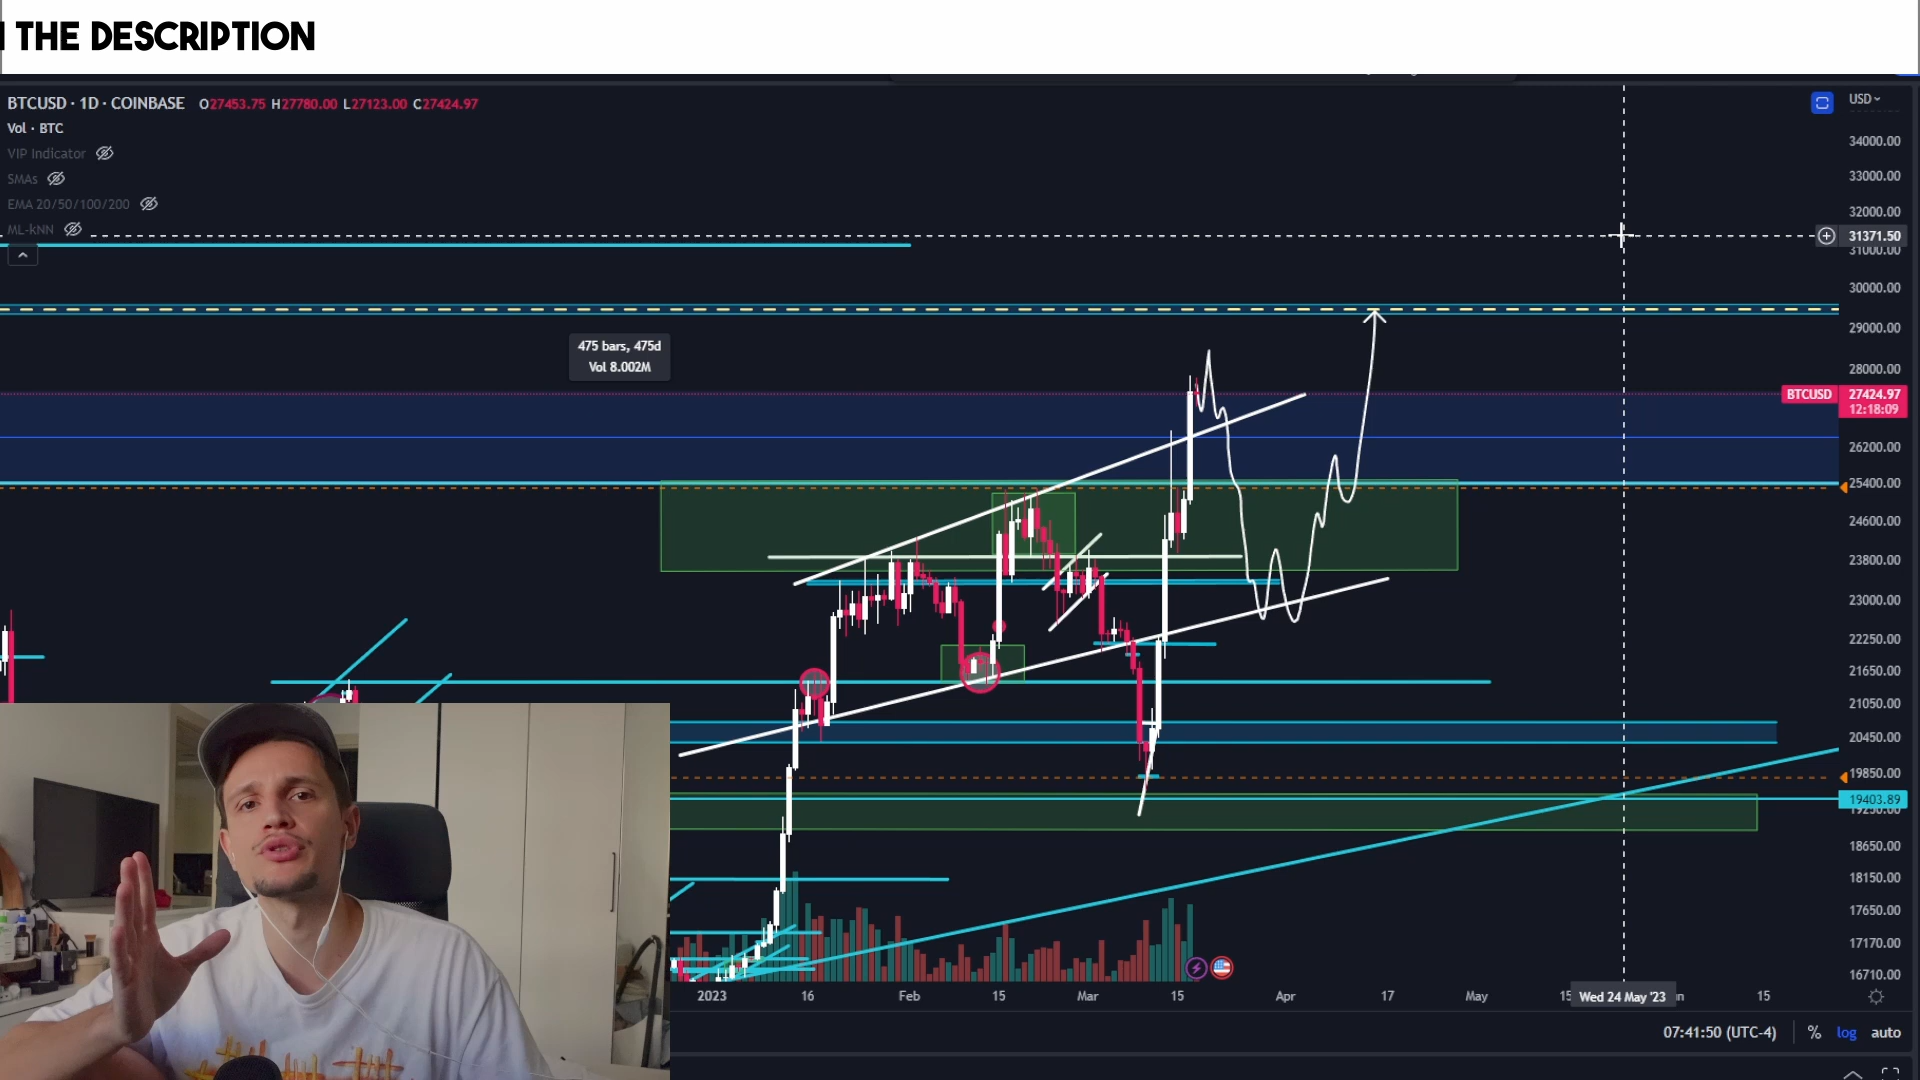 THE DESCRIPTION
BTCUSD · 1D · COINBASE O27453.75 H27780.00 L27123.00 C27424.97
USD
Vol · BTC
VIP Indicator
SMAs
EMA 20/50/100/200
ML-kNN
34000.00
33000.00
32000.00
31371.50
31000.00
30000.00
29000.00
475 bars, 475d
Vol 8.002M
28000.00
BTCUSD 27424.97
12:18:09
26200.00
25400.00
24600.00
23800.00
23000.00
22250.00
21650.00
21050.00
20450.00
19850.00
19403.89
18650.00
18150.00
17650.00
17170.00
16710.00
2023 16 Feb 15 Mar 15 Apr 17 May 15 Wed 24 May '23 15
07:41:50 (UTC-4) % log auto